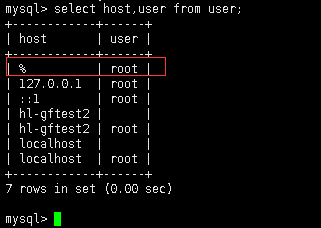 mysql> select host,user from user;
+------------+------+
| host       | user |
+------------+------+
| %          | root |
| 127.0.0.1  | root |
| ::1        | root |
| hl-gftest2 |      |
| hl-gftest2 | root |
| localhost  |      |
| localhost  | root |
+------------+------+
7 rows in set (0.00 sec)
mysql>